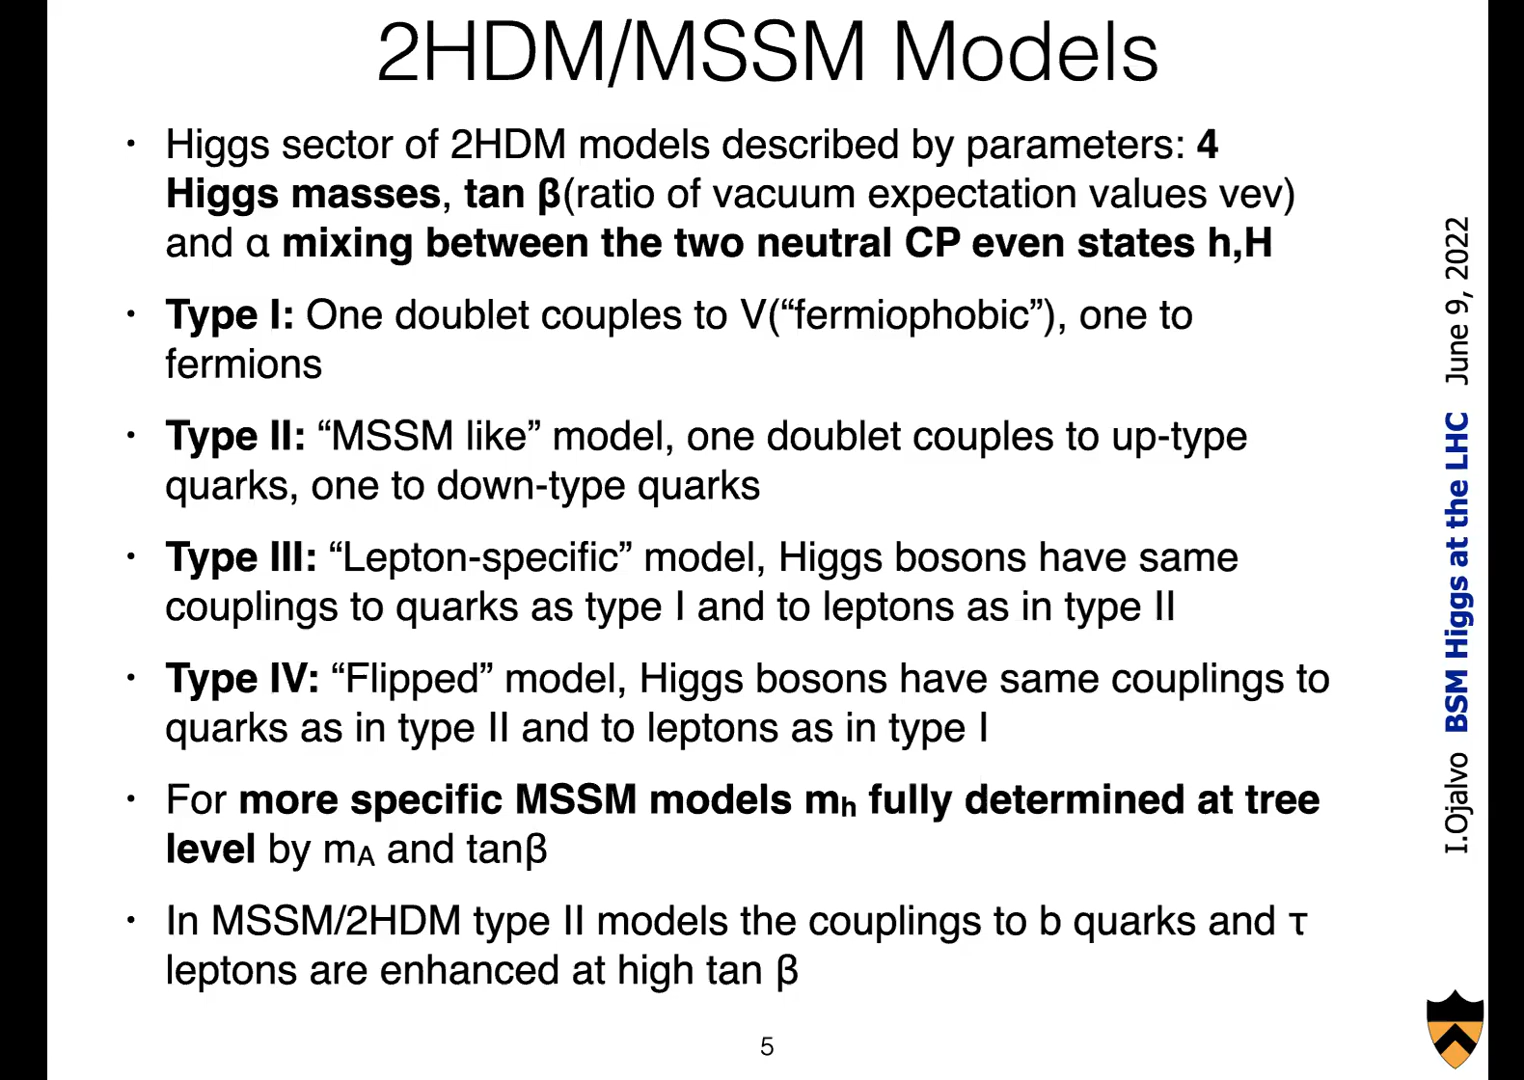 2HDM/MSSM Models
• Higgs sector of 2HDM models described by parameters: 4
Higgs masses, tan β(ratio of vacuum expectation values vev)
and α mixing between the two neutral CP even states h,H
• Type I: One doublet couples to V(“fermiophobic”), one to
fermions
• Type II: “MSSM like” model, one doublet couples to up-type
quarks, one to down-type quarks
• Type III: “Lepton-specific” model, Higgs bosons have same
couplings to quarks as type I and to leptons as in type II
• Type IV: “Flipped” model, Higgs bosons have same couplings to
quarks as in type II and to leptons as in type I
• For more specific MSSM models mh fully determined at tree
level by mA and tanβ
• In MSSM/2HDM type II models the couplings to b quarks and τ
leptons are enhanced at high tan β
5
I.Ojalvo BSM Higgs at the LHC June 9, 2022